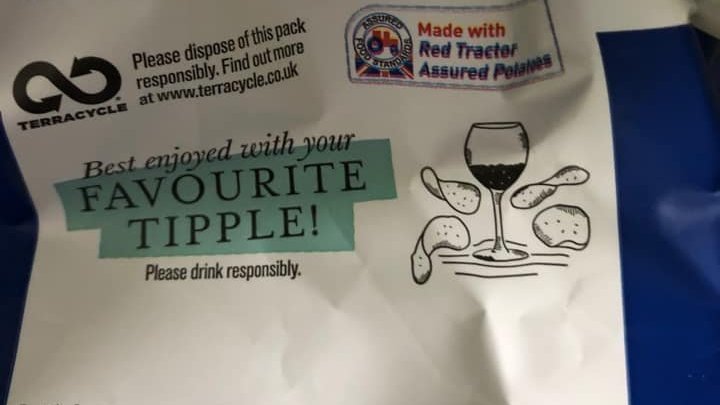 TERRACYCLE
Please dispose of this pack
responsibly. Find out more
at www.terracycle.co.uk
ASSURED
FOOD STANDARDS
Made with
Red Tractor
Assured Potatoes
Best enjoyed with your
FAVOURITE
TIPPLE!
Please drink responsibly.